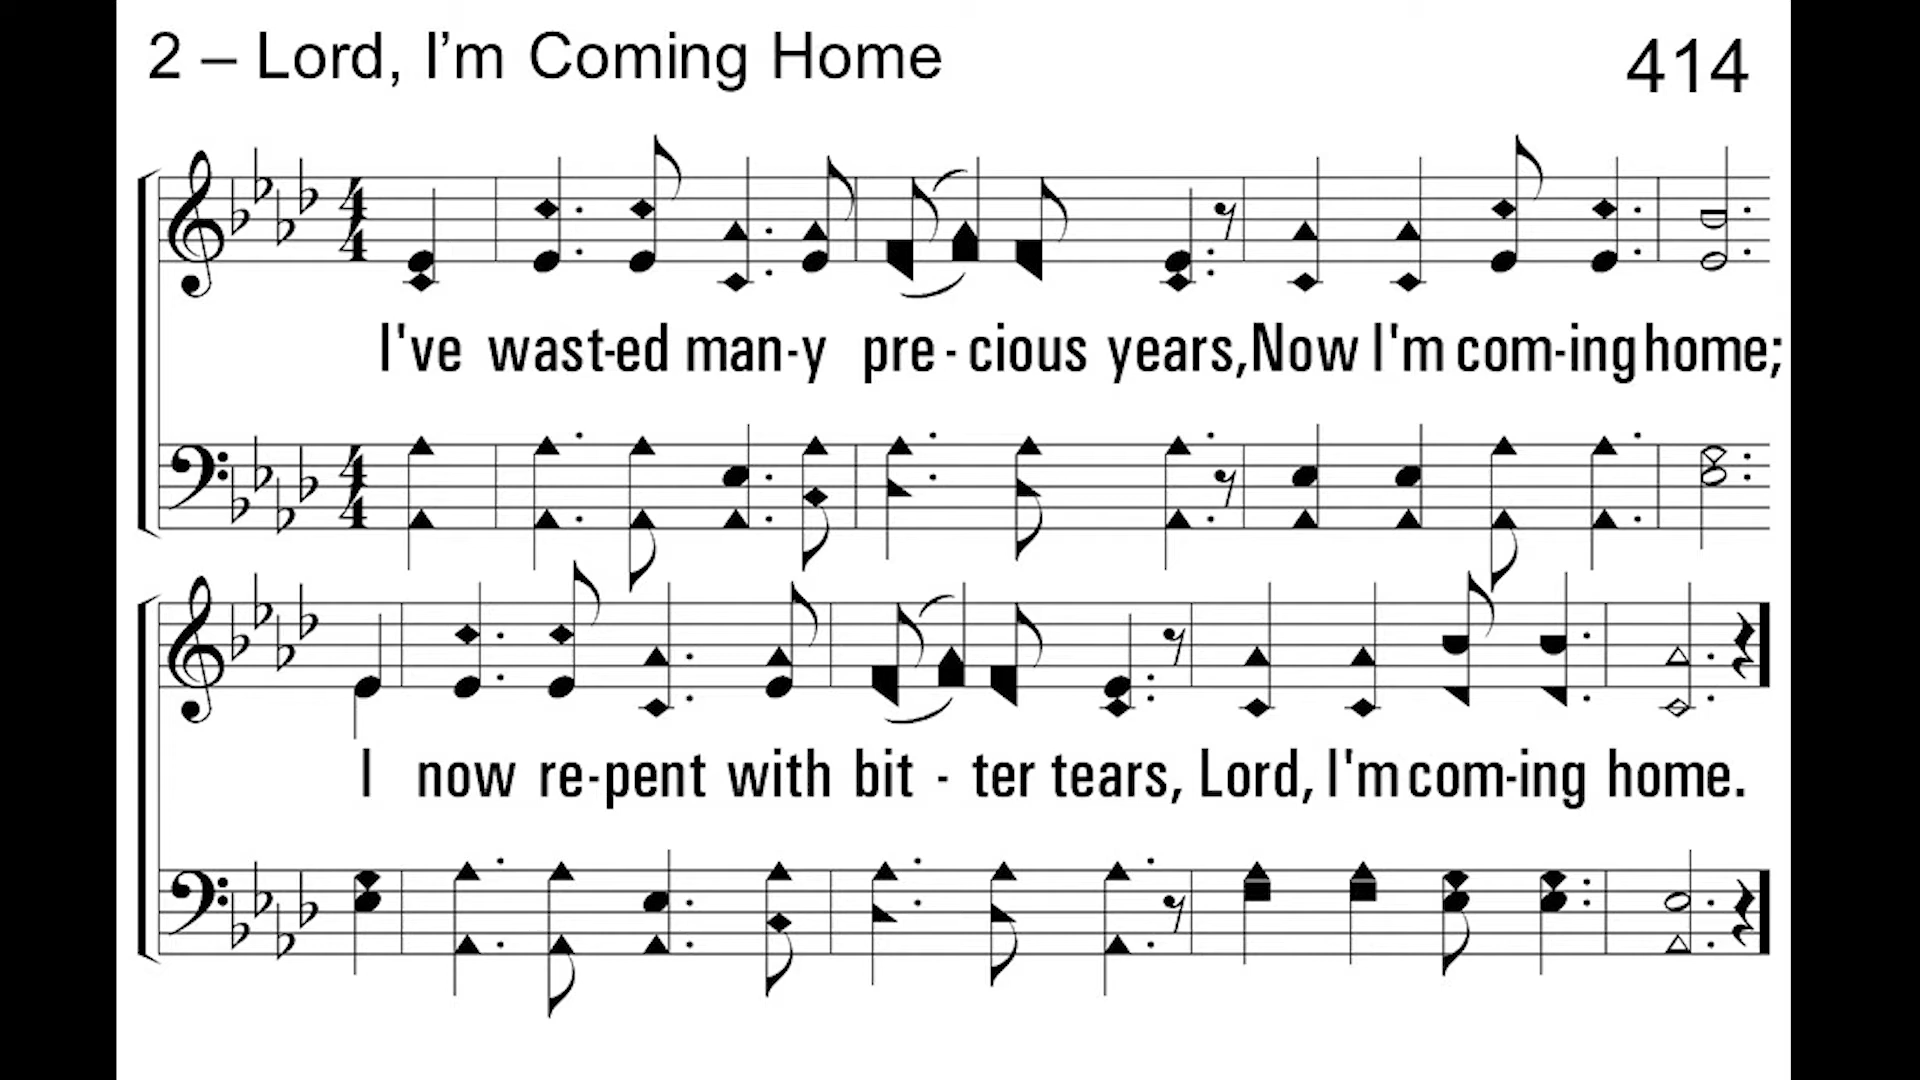 2 – Lord, I’m Coming Home 414
I've wast-ed man-y pre - cious years, Now I'm com-ing home;
I now re-pent with bit - ter tears, Lord, I'm com-ing home.